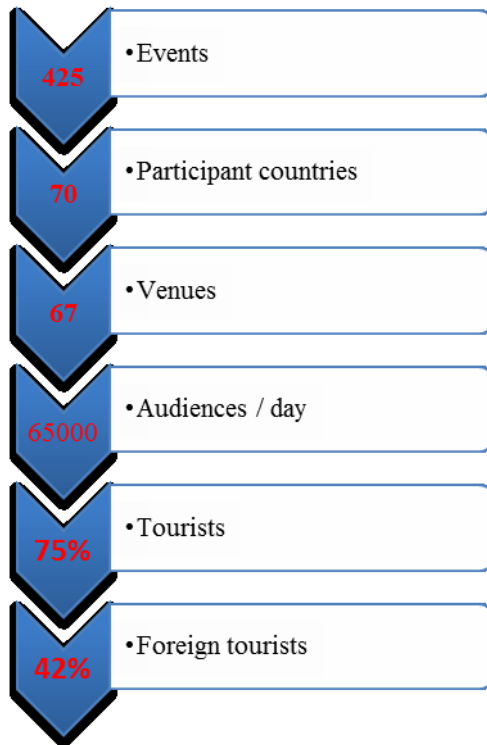 425
•Events
70
•Participant countries
67
•Venues
65000
•Audiences / day
75%
•Tourists
42%
•Foreign tourists